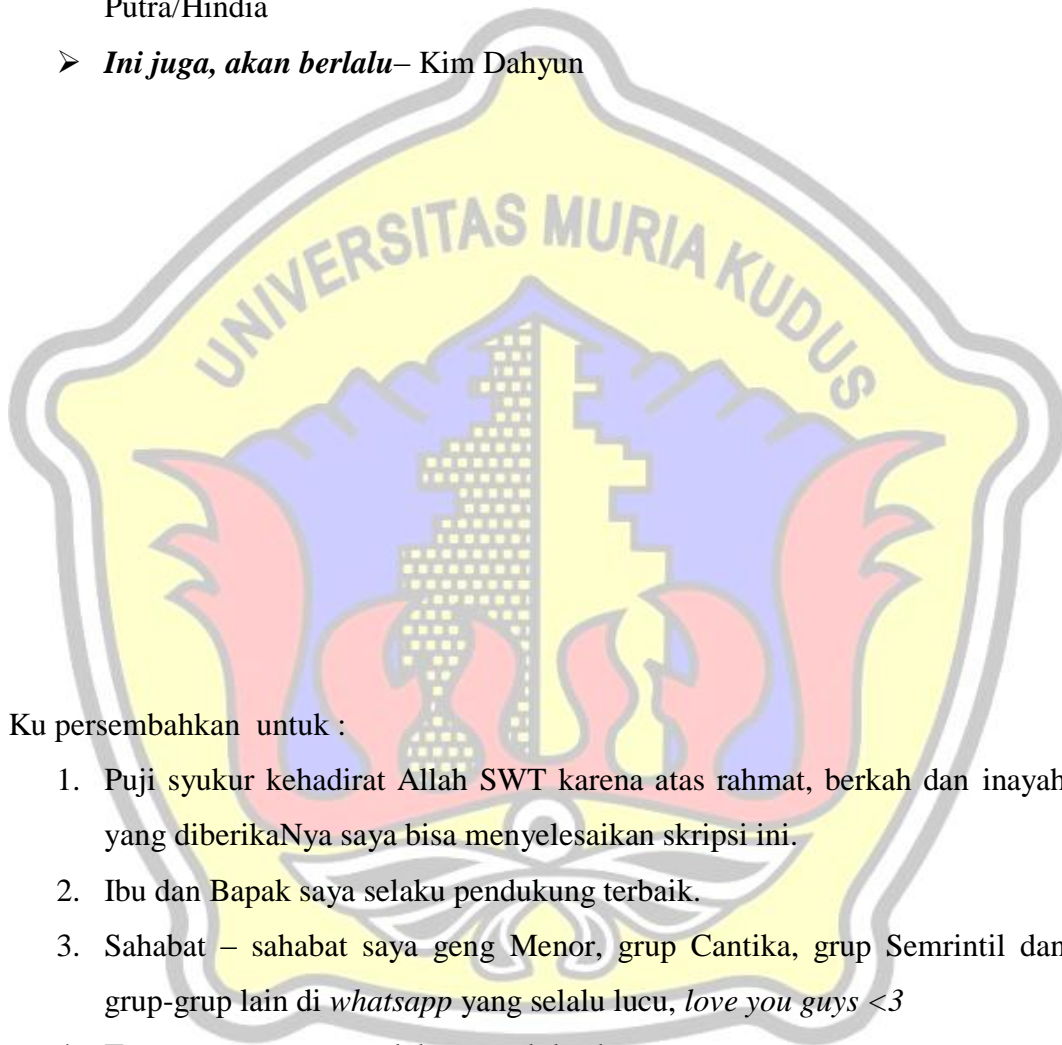 Putra/Hindia
➢ Ini juga, akan berlalu– Kim Dahyun
UNIVERSITAS MURIA KUDUS
Ku persembahkan untuk :
1. Puji syukur kehadirat Allah SWT karena atas rahmat, berkah dan inayah
yang diberikaNya saya bisa menyelesaikan skripsi ini.
2. Ibu dan Bapak saya selaku pendukung terbaik.
3. Sahabat – sahabat saya geng Menor, grup Cantika, grup Semrintil dan
grup-grup lain di whatsapp yang selalu lucu, love you guys <3